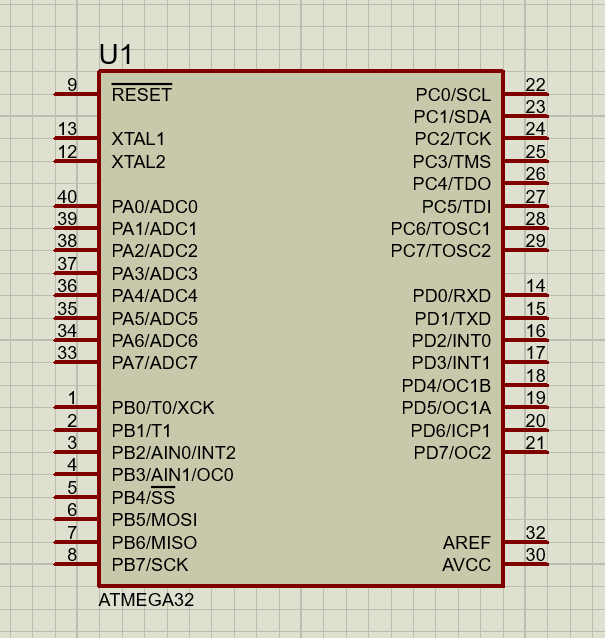 U1
9 RESET PC0/SCL 22
PC1/SDA 23
13 XTAL1 PC2/TCK 24
12 XTAL2 PC3/TMS 25
PC4/TDO 26
40 PA0/ADC0 PC5/TDI 27
39 PA1/ADC1 PC6/TOSC1 28
38 PA2/ADC2 PC7/TOSC2 29
37 PA3/ADC3
36 PA4/ADC4 PD0/RXD 14
35 PA5/ADC5 PD1/TXD 15
34 PA6/ADC6 PD2/INT0 16
33 PA7/ADC7 PD3/INT1 17
PD4/OC1B 18
1 PB0/T0/XCK PD5/OC1A 19
2 PB1/T1 PD6/ICP1 20
3 PB2/AIN0/INT2 PD7/OC2 21
4 PB3/AIN1/OC0
5 PB4/SS
6 PB5/MOSI
7 PB6/MISO AREF 32
8 PB7/SCK AVCC 30
ATMEGA32